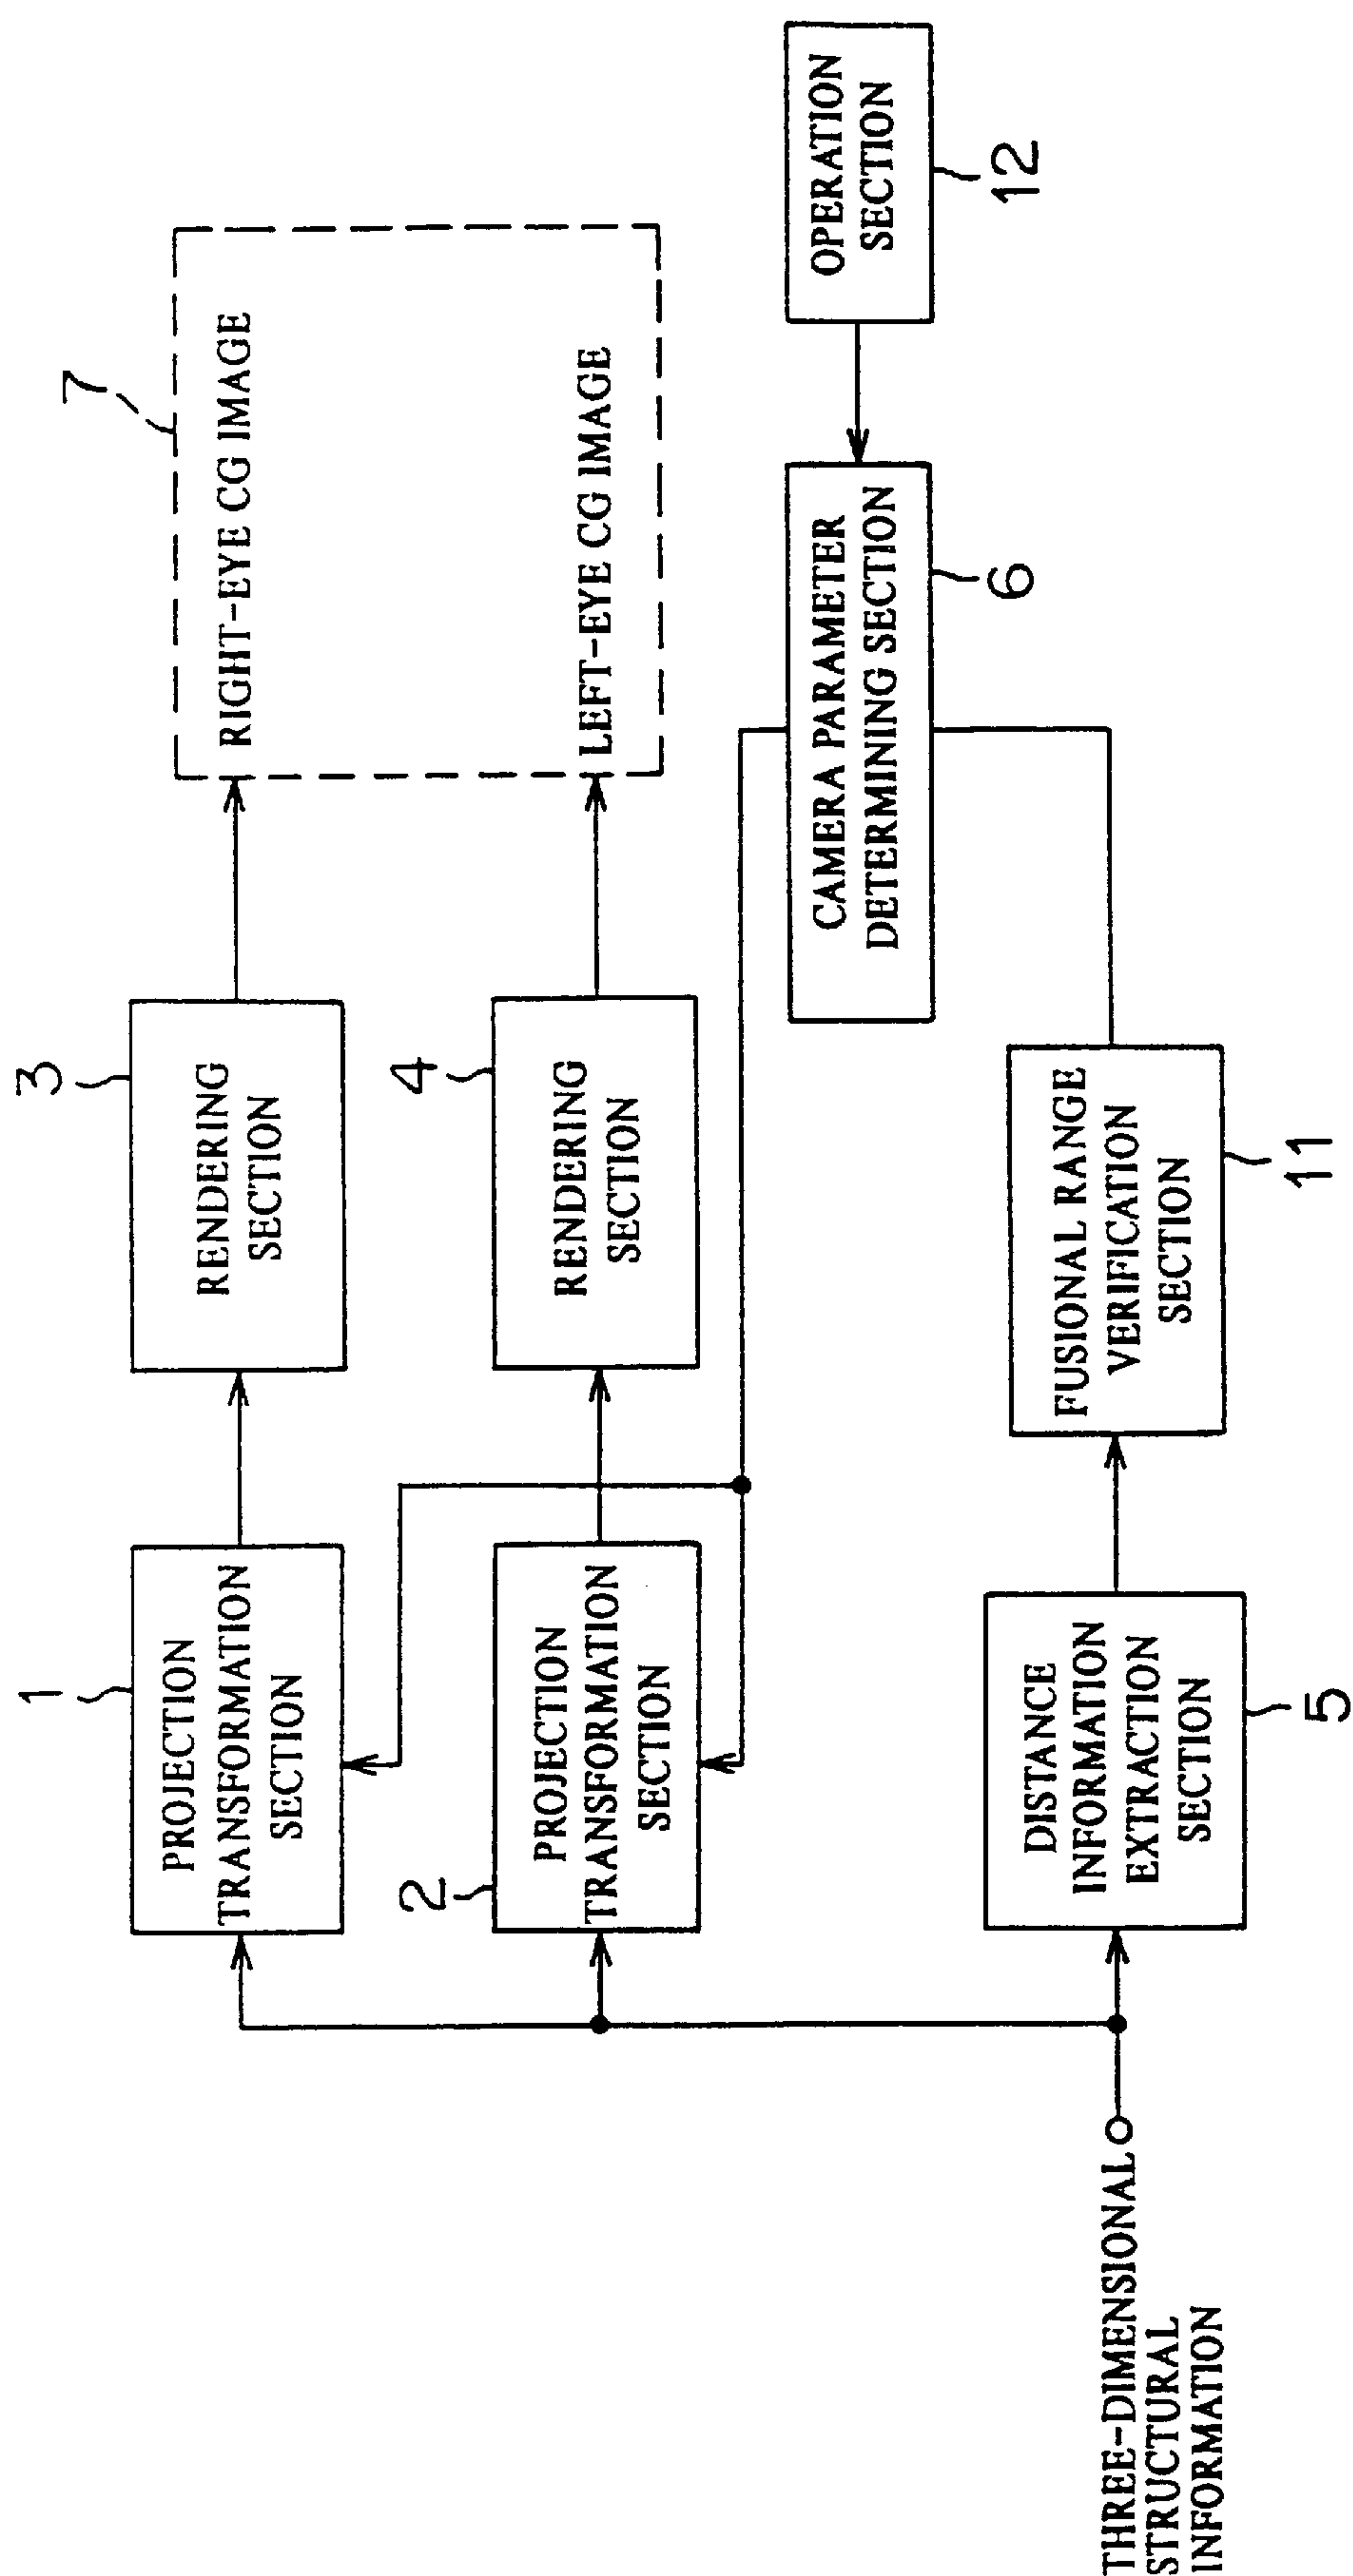 1
PROJECTION
TRANSFORMATION
SECTION
3
RENDERING
SECTION
7
RIGHT-EYE CG IMAGE
2
PROJECTION
TRANSFORMATION
SECTION
4
RENDERING
SECTION
LEFT-EYE CG IMAGE
CAMERA PARAMETER
DETERMINING SECTION
6
OPERATION
SECTION
12
THREE-DIMENSIONAL
STRUCTURAL
INFORMATION
DISTANCE
INFORMATION
EXTRACTION
SECTION
5
FUSIONAL RANGE
VERIFICATION
SECTION
11